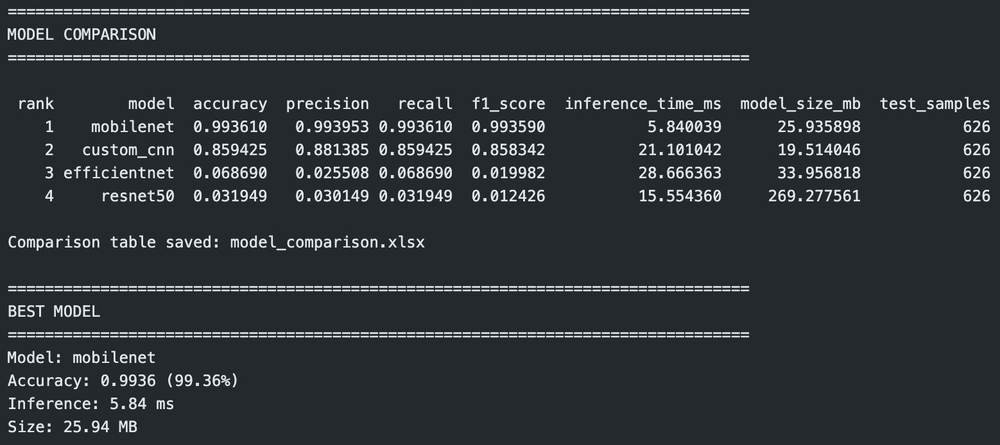 ================================================================================
MODEL COMPARISON
================================================================================
rank model accuracy precision recall f1_score inference_time_ms model_size_mb test_samples
1 mobilenet 0.993610 0.993953 0.993610 0.993590 5.840039 25.935898 626
2 custom_cnn 0.859425 0.881385 0.859425 0.858342 21.101042 19.514046 626
3 efficientnet 0.068690 0.025508 0.068690 0.019982 28.666363 33.956818 626
4 resnet50 0.031949 0.030149 0.031949 0.012426 15.554360 269.277561 626
Comparison table saved: model_comparison.xlsx
================================================================================
BEST MODEL
================================================================================
Model: mobilenet
Accuracy: 0.9936 (99.36%)
Inference: 5.84 ms
Size: 25.94 MB